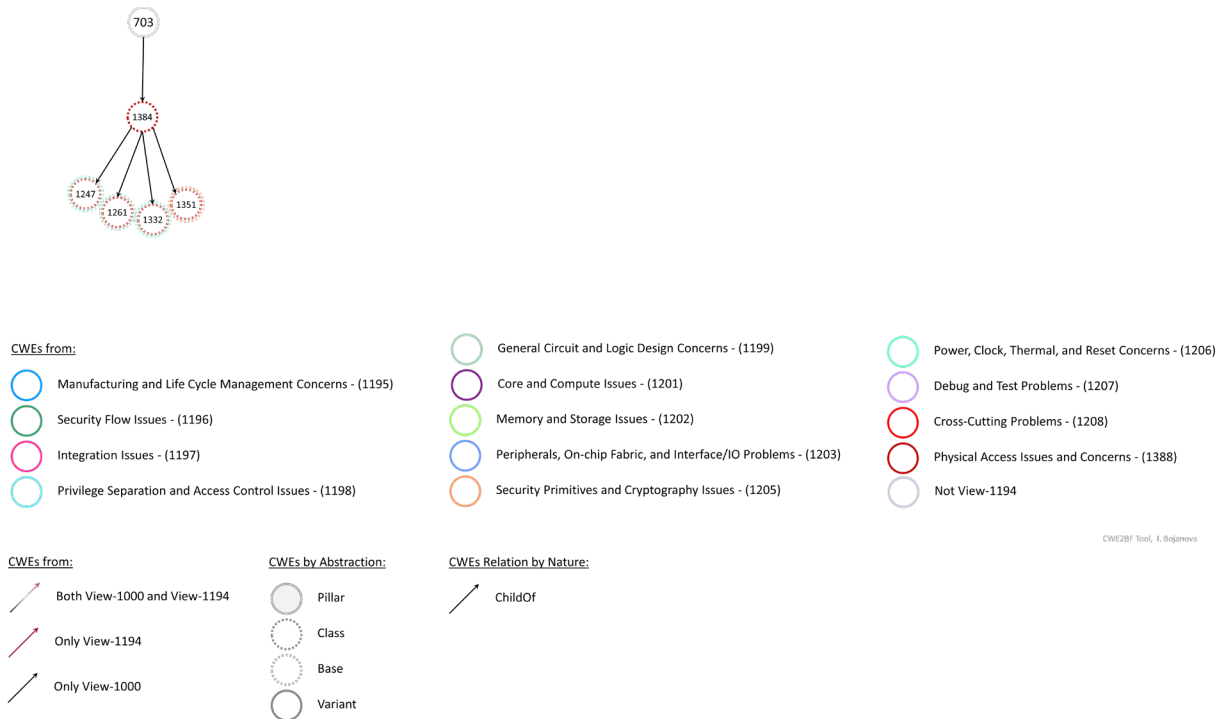 703
1384
1247
1261
1332
1351
CWEs from:
Manufacturing and Life Cycle Management Concerns - (1195)
Security Flow Issues - (1196)
Integration Issues - (1197)
Privilege Separation and Access Control Issues - (1198)
General Circuit and Logic Design Concerns - (1199)
Core and Compute Issues - (1201)
Memory and Storage Issues - (1202)
Peripherals, On-chip Fabric, and Interface/IO Problems - (1203)
Security Primitives and Cryptography Issues - (1205)
Power, Clock, Thermal, and Reset Concerns - (1206)
Debug and Test Problems - (1207)
Cross-Cutting Problems - (1208)
Physical Access Issues and Concerns - (1388)
Not View-1194
CWE2BF Tool, I. Bojanova
CWEs from:
Both View-1000 and View-1194
Only View-1194
Only View-1000
CWEs by Abstraction:
Pillar
Class
Base
Variant
CWEs Relation by Nature:
ChildOf